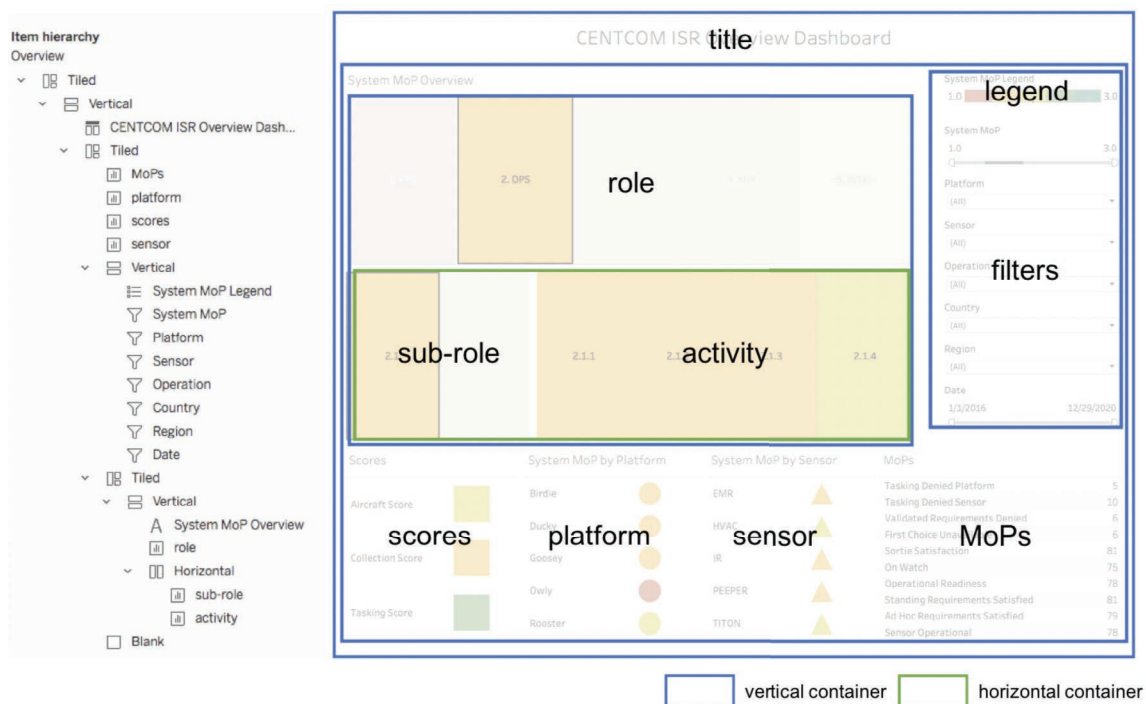 Item hierarchy
Overview
Tiled
Vertical
CENTCOM ISR Overview Dash...
Tiled
MoPs
platform
scores
sensor
Vertical
System MoP Legend
System MoP
Platform
Sensor
Operation
Country
Region
Date
Tiled
Vertical
System MoP Overview
role
Horizontal
sub-role
activity
Blank
CENTCOM ISR Overview Dashboard
title
System MoP Overview
2. OPS
role
sub-role
2.1.1
activity
2.1.4
System MoP Legend
1.0 3.0
legend
System MoP
1.0 3.0
Platform
(All)
Sensor
(All)
Operation
(All)
filters
Country
(All)
Region
(All)
Date
1/1/2016 12/29/2020
Scores
Aircraft Score
Collection Score
Tasking Score
scores
System MoP by Platform
Birdie
Ducky
Goosey
Owly
Rooster
platform
System MoP by Sensor
EMR
HVAC
IR
PEEPER
TITON
sensor
MoPs
Tasking Denied Platform 5
Tasking Denied Sensor 10
Validated Requirements Denied 6
First Choice 6
Sortie Satisfaction 81
On Watch 75
Operational Readiness 78
Standing Requirements Satisfied 81
Ad Hoc Requirements Satisfied 79
Sensor Operational 78
MoPs
vertical container
horizontal container